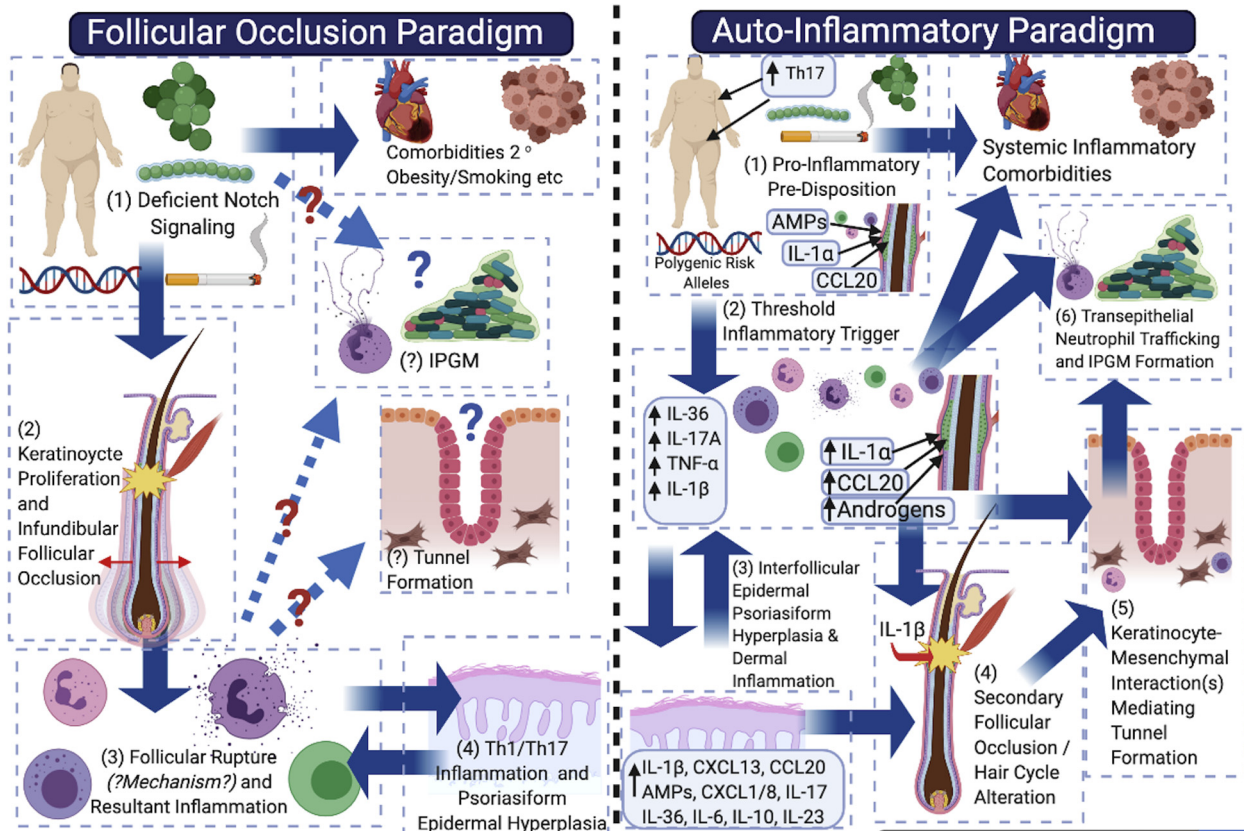 Follicular Occlusion Paradigm
(1) Deficient Notch
Signaling
Comorbidities 2°
Obesity/Smoking etc
?
?
(?) IPGM
(2)
Keratinoycte
Proliferation
and
Infundibular
Follicular
Occlusion
?
?
?
(?) Tunnel
Formation
(3) Follicular Rupture
(?Mechanism?) and
Resultant Inflammation
(4) Th1/Th17
Inflammation and
Psoriasiform
Epidermal Hyperplasia
Auto-Inflammatory Paradigm
Th17
(1) Pro-Inflammatory
Pre-Disposition
AMPs
IL-1α
CCL20
Polygenic Risk
Alleles
Systemic Inflammatory
Comorbidities
(2) Threshold
Inflammatory Trigger
(6) Transepithelial
Neutrophil Trafficking
and IPGM Formation
IL-36
IL-17A
TNF-α
IL-1β
IL-1α
CCL20
Androgens
(3) Interfollicular
Epidermal
Psoriasiform
Hyperplasia &
Dermal
Inflammation
IL-1β, CXCL13, CCL20
AMPs, CXCL1/8, IL-17
IL-36, IL-6, IL-10, IL-23
IL-1β
(4)
Secondary
Follicular
Occlusion /
Hair Cycle
Alteration
(5)
Keratinocyte-
Mesenchymal
Interaction(s)
Mediating
Tunnel
Formation